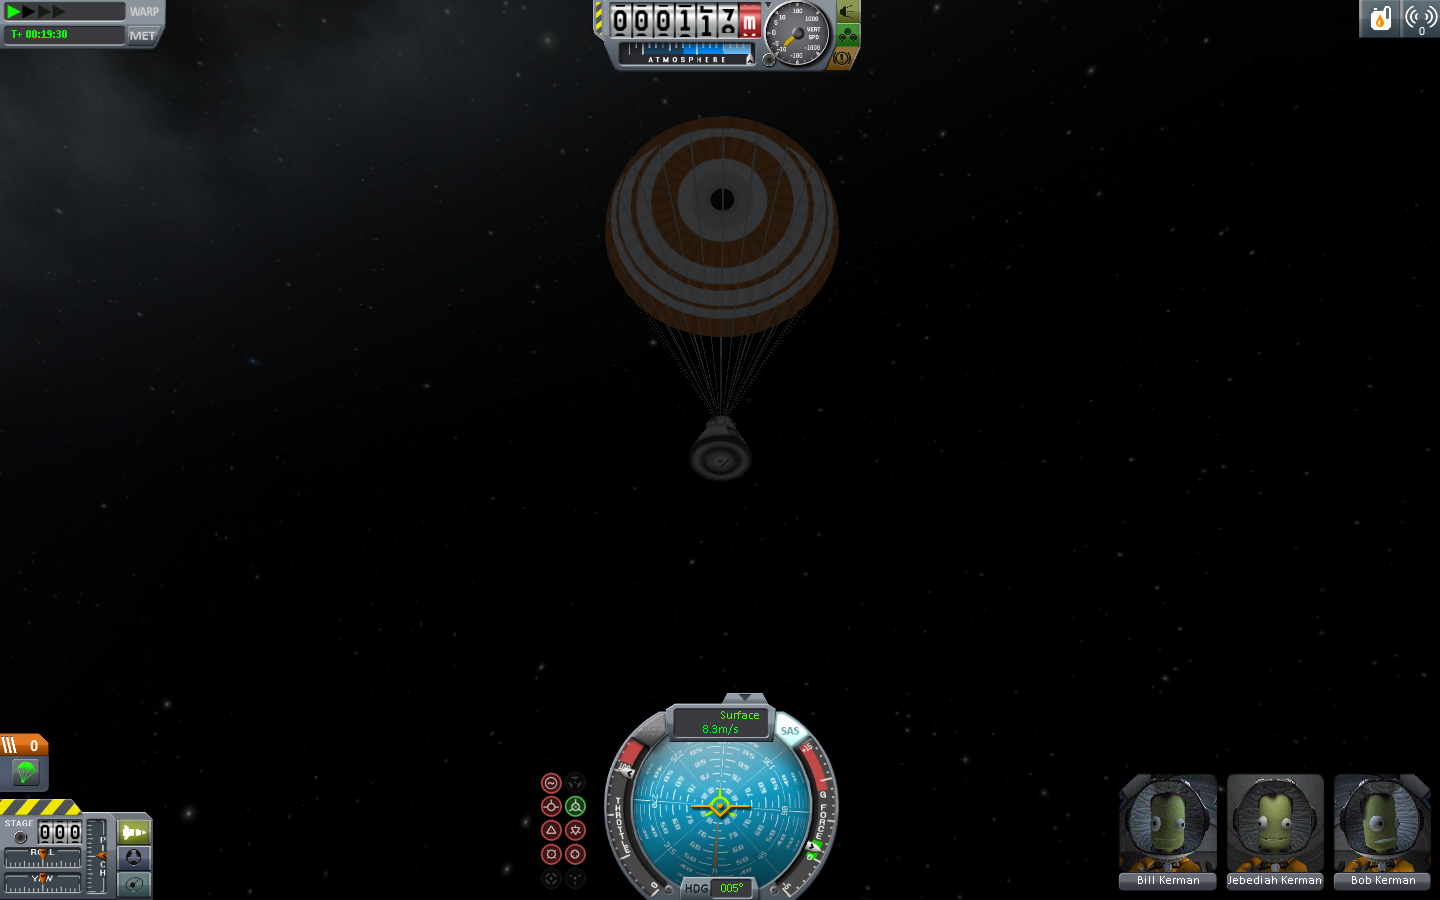 WARP
T+ 00:19:30
MET
000117 m
ATMOSPHERE
VERT
SPD
0
Surface
8.3m/s
SAS
THROTTLE
G FORCE
HDG 005°
0
STAGE
000
ROLL
YAW
PITCH
Bill Kerman
Jebediah Kerman
Bob Kerman